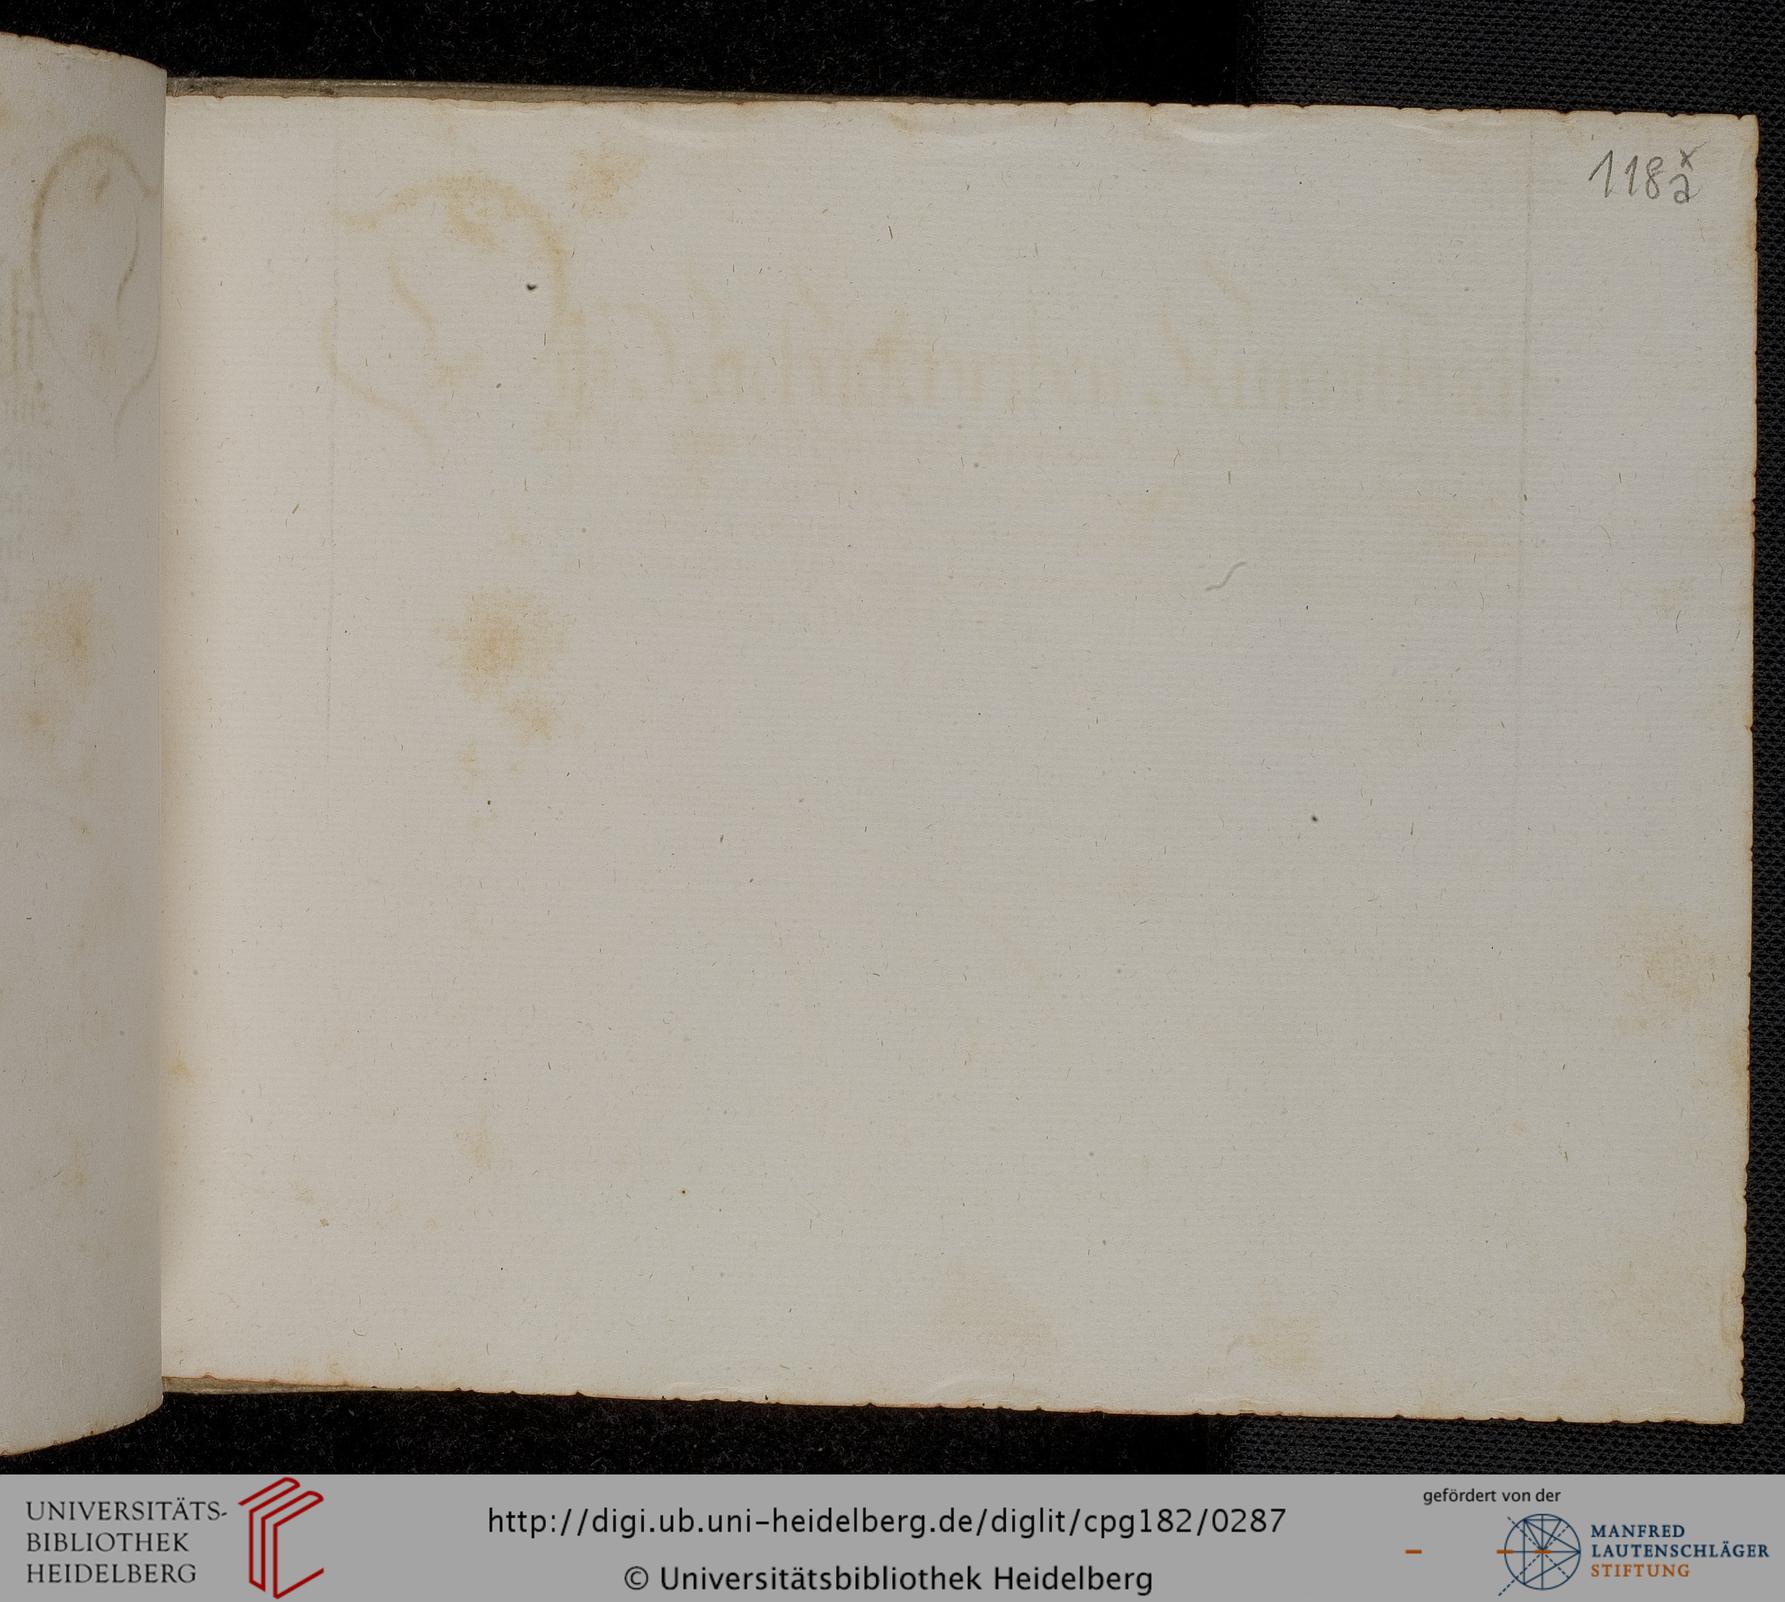 118a*
UNIVERSITÄTS-
BIBLIOTHEK
HEIDELBERG
http://digi.ub.uni-heidelberg.de/diglit/cpg182/0287
© Universitätsbibliothek Heidelberg
gefördert von der
MANFRED
LAUTENSCHLÄGER
STIFTUNG